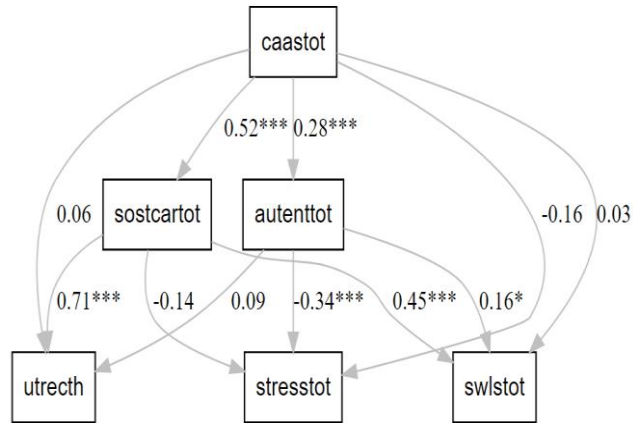 caastot
0.52*** 0.28***
sostcartot autenttot
0.06 -0.16 0.03
0.71*** -0.14 0.09 -0.34*** 0.45*** 0.16*
utrecth stresstot swlstot